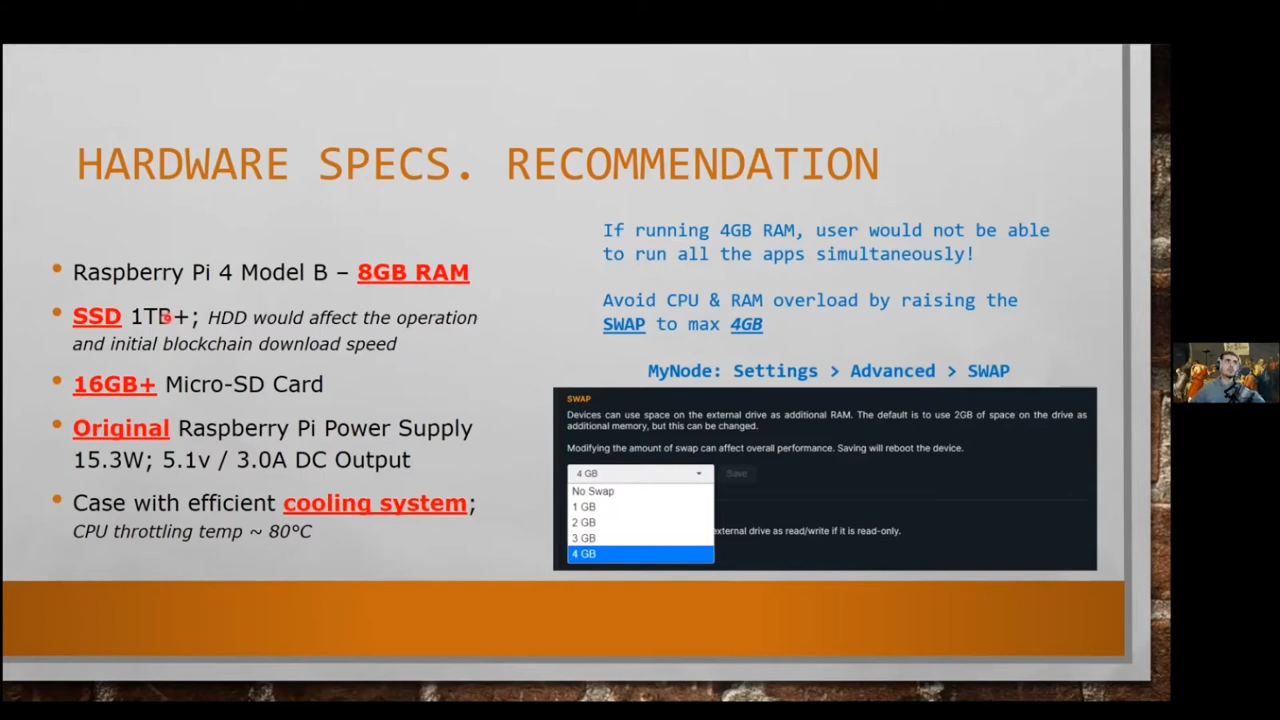 HARDWARE SPECS. RECOMMENDATION
Raspberry Pi 4 Model B – 8GB RAM
SSD 1TB+; HDD would affect the operation
and initial blockchain download speed
16GB+ Micro-SD Card
Original Raspberry Pi Power Supply
15.3W; 5.1v / 3.0A DC Output
Case with efficient cooling system;
CPU throttling temp ~ 80°C
If running 4GB RAM, user would not be able
to run all the apps simultaneously!
Avoid CPU & RAM overload by raising the
SWAP to max 4GB
MyNode: Settings > Advanced > SWAP
SWAP
Devices can use space on the external drive as additional RAM. The default is to use 2GB of space on the drive as
additional memory, but this can be changed.
Modifying the amount of swap can affect overall performance. Saving will reboot the device.
4 GB
Save
No Swap
1 GB
2 GB
3 GB
external drive as read/write if it is read-only.
4 GB